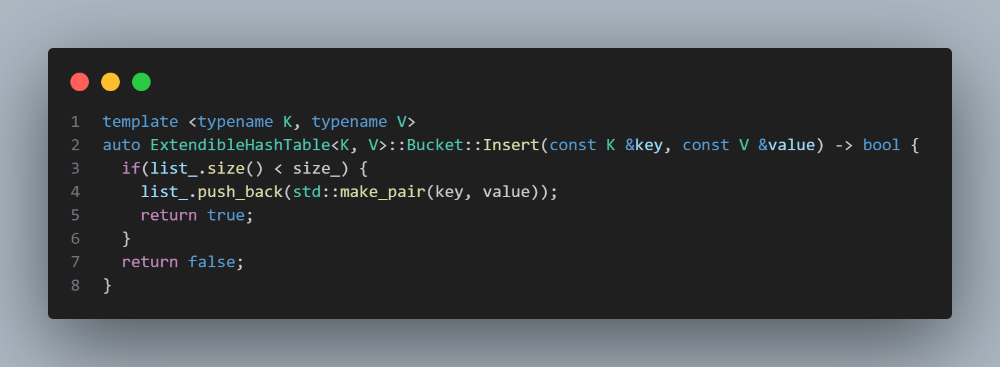 1 template <typename K, typename V>
2 auto ExtendibleHashTable<K, V>::Bucket::Insert(const K &key, const V &value) -> bool {
3   if(list_.size() < size_) {
4     list_.push_back(std::make_pair(key, value));
5     return true;
6   }
7   return false;
8 }